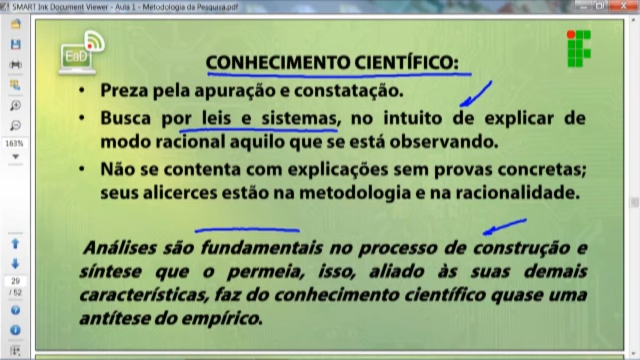 SMART Ink Document Viewer - Aula 1 - Metodologia da Pesquisa.pdf
EaD
CONHECIMENTO CIENTÍFICO:
• Preza pela apuração e constatação.
• Busca por leis e sistemas, no intuito de explicar de
modo racional aquilo que se está observando.
• Não se contenta com explicações sem provas concretas;
seus alicerces estão na metodologia e na racionalidade.
Análises são fundamentais no processo de construção e
síntese que o permeia, isso, aliado às suas demais
características, faz do conhecimento científico quase uma
antítese do empírico.
163%
29
/ 52